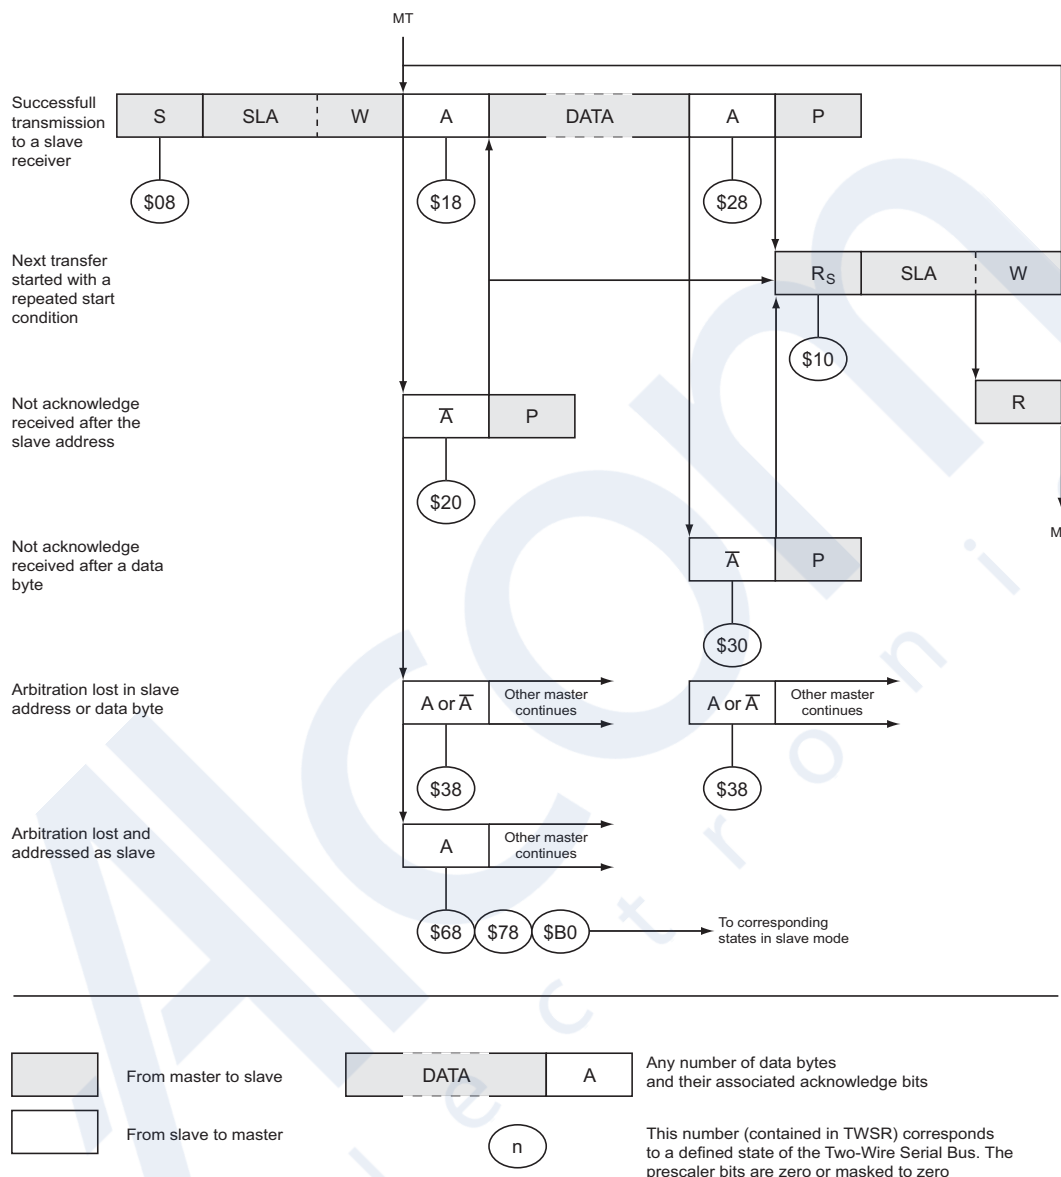 MT
Successfull
transmission
to a slave
receiver
S SLA W A DATA A P
$08 $18 $28
Next transfer
started with a
repeated start
condition
RS SLA W
$10
Not acknowledge
received after the
slave address
A P
R
$20
Not acknowledge
received after a data
byte
M
A P
$30
Arbitration lost in slave
address or data byte
A or A
Other master
continues
A or A
Other master
continues
$38 $38
Arbitration lost and
addressed as slave
A
Other master
continues
$68 $78 $B0
To corresponding
states in slave mode
From master to slave
DATA A
Any number of data bytes
and their associated acknowledge bits
From slave to master
n
This number (contained in TWSR) corresponds
to a defined state of the Two-Wire Serial Bus. The
prescaler bits are zero or masked to zero
Alcom
electroni